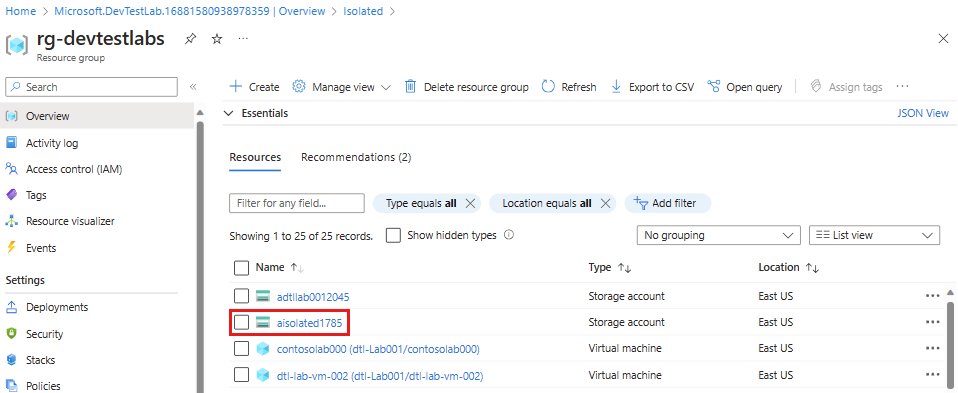 Home > Microsoft.DevTestLab.16881580938978359 | Overview > Isolated >
rg-devtestlabs
Resource group
Search
Overview
Activity log
Access control (IAM)
Tags
Resource visualizer
Events
Settings
Deployments
Security
Stacks
Policies
Create Manage view Delete resource group Refresh Export to CSV Open query Assign tags
Essentials JSON View
Resources Recommendations (2)
Filter for any field... Type equals all Location equals all Add filter
Showing 1 to 25 of 25 records. Show hidden types No grouping List view
Name Type Location
adtllab0012045 Storage account East US
aisolated1785 Storage account East US
contosolab000 (dtl-Lab001/contosolab000) Virtual machine East US
dtl-lab-vm-002 (dtl-Lab001/dtl-lab-vm-002) Virtual machine East US